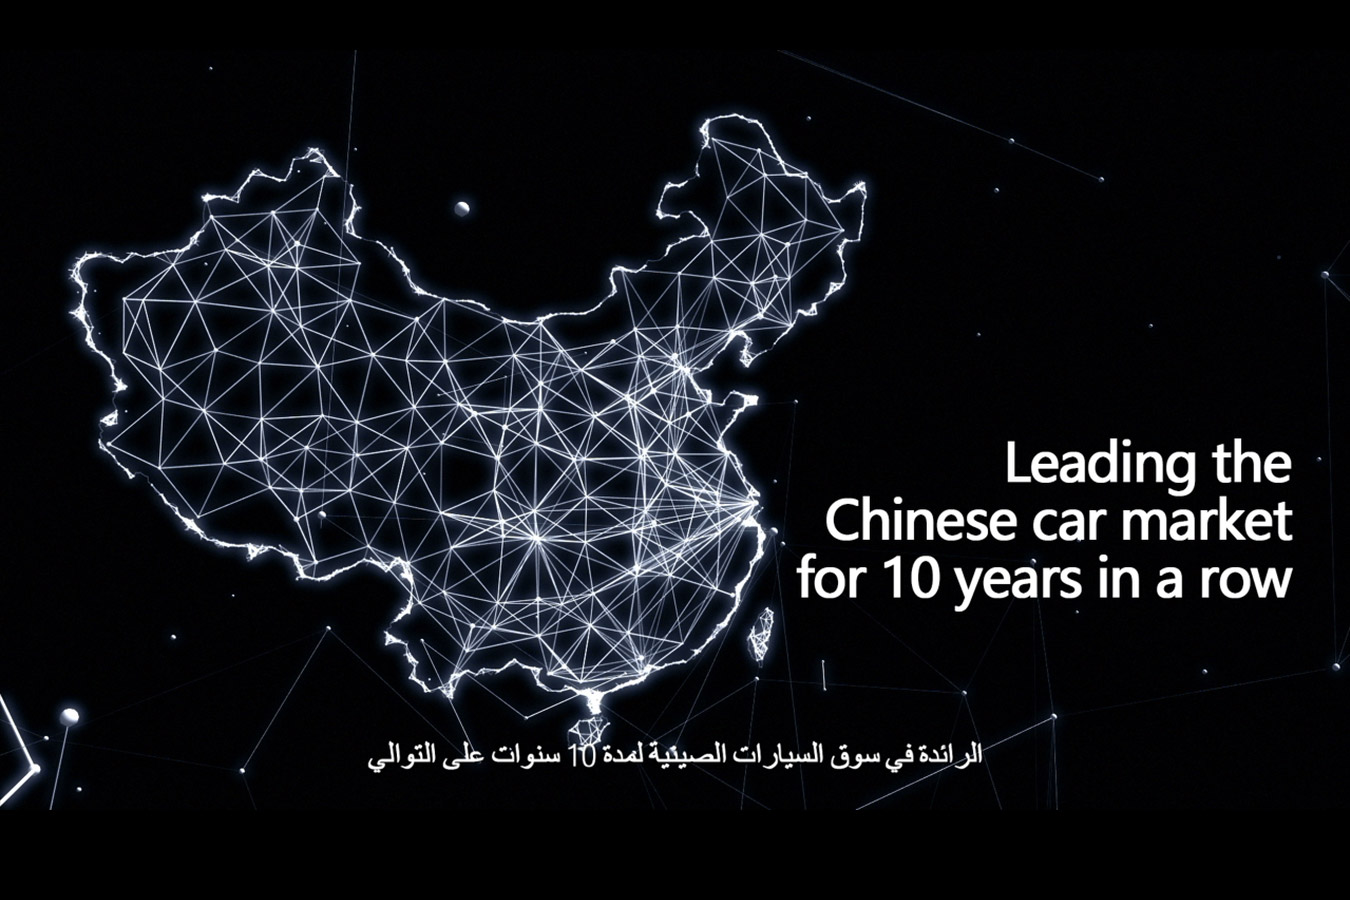 Leading the
Chinese car market
for 10 years in a row
الرائدة في سوق السيارات الصينية لمدة 10 سنوات على التوالي